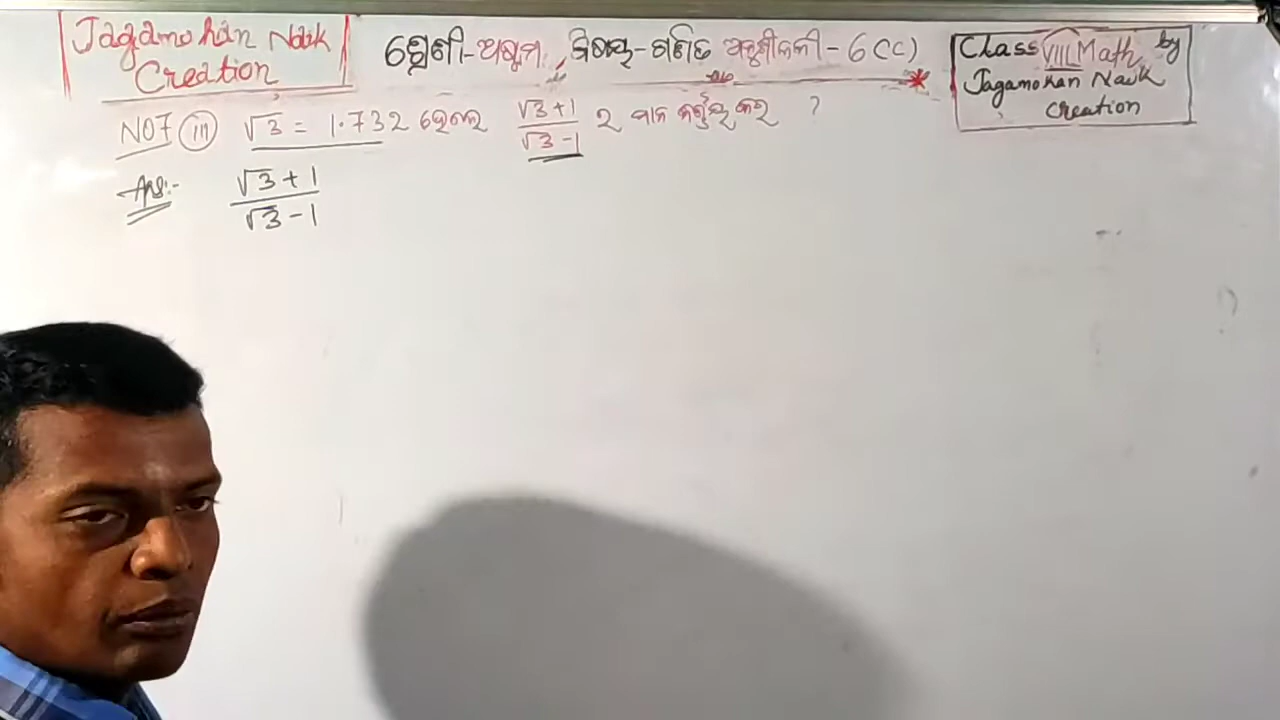 Jagamohan Naik
Creation
ଶ୍ରେଣୀ-ଅଷ୍ଟମ, ବିଷୟ-ଗଣିତ ଅନୁଶୀଳନୀ - 6 (C)
Class VIII Math by
Jagamohan Naik
creation
NO7 (iii) √3 = 1.732 ହେଲେ (√3+1)/(√3-1) ର ମାନ ନିର୍ଣ୍ଣୟ କର ?
Ans:- (√3+1)/(√3-1)